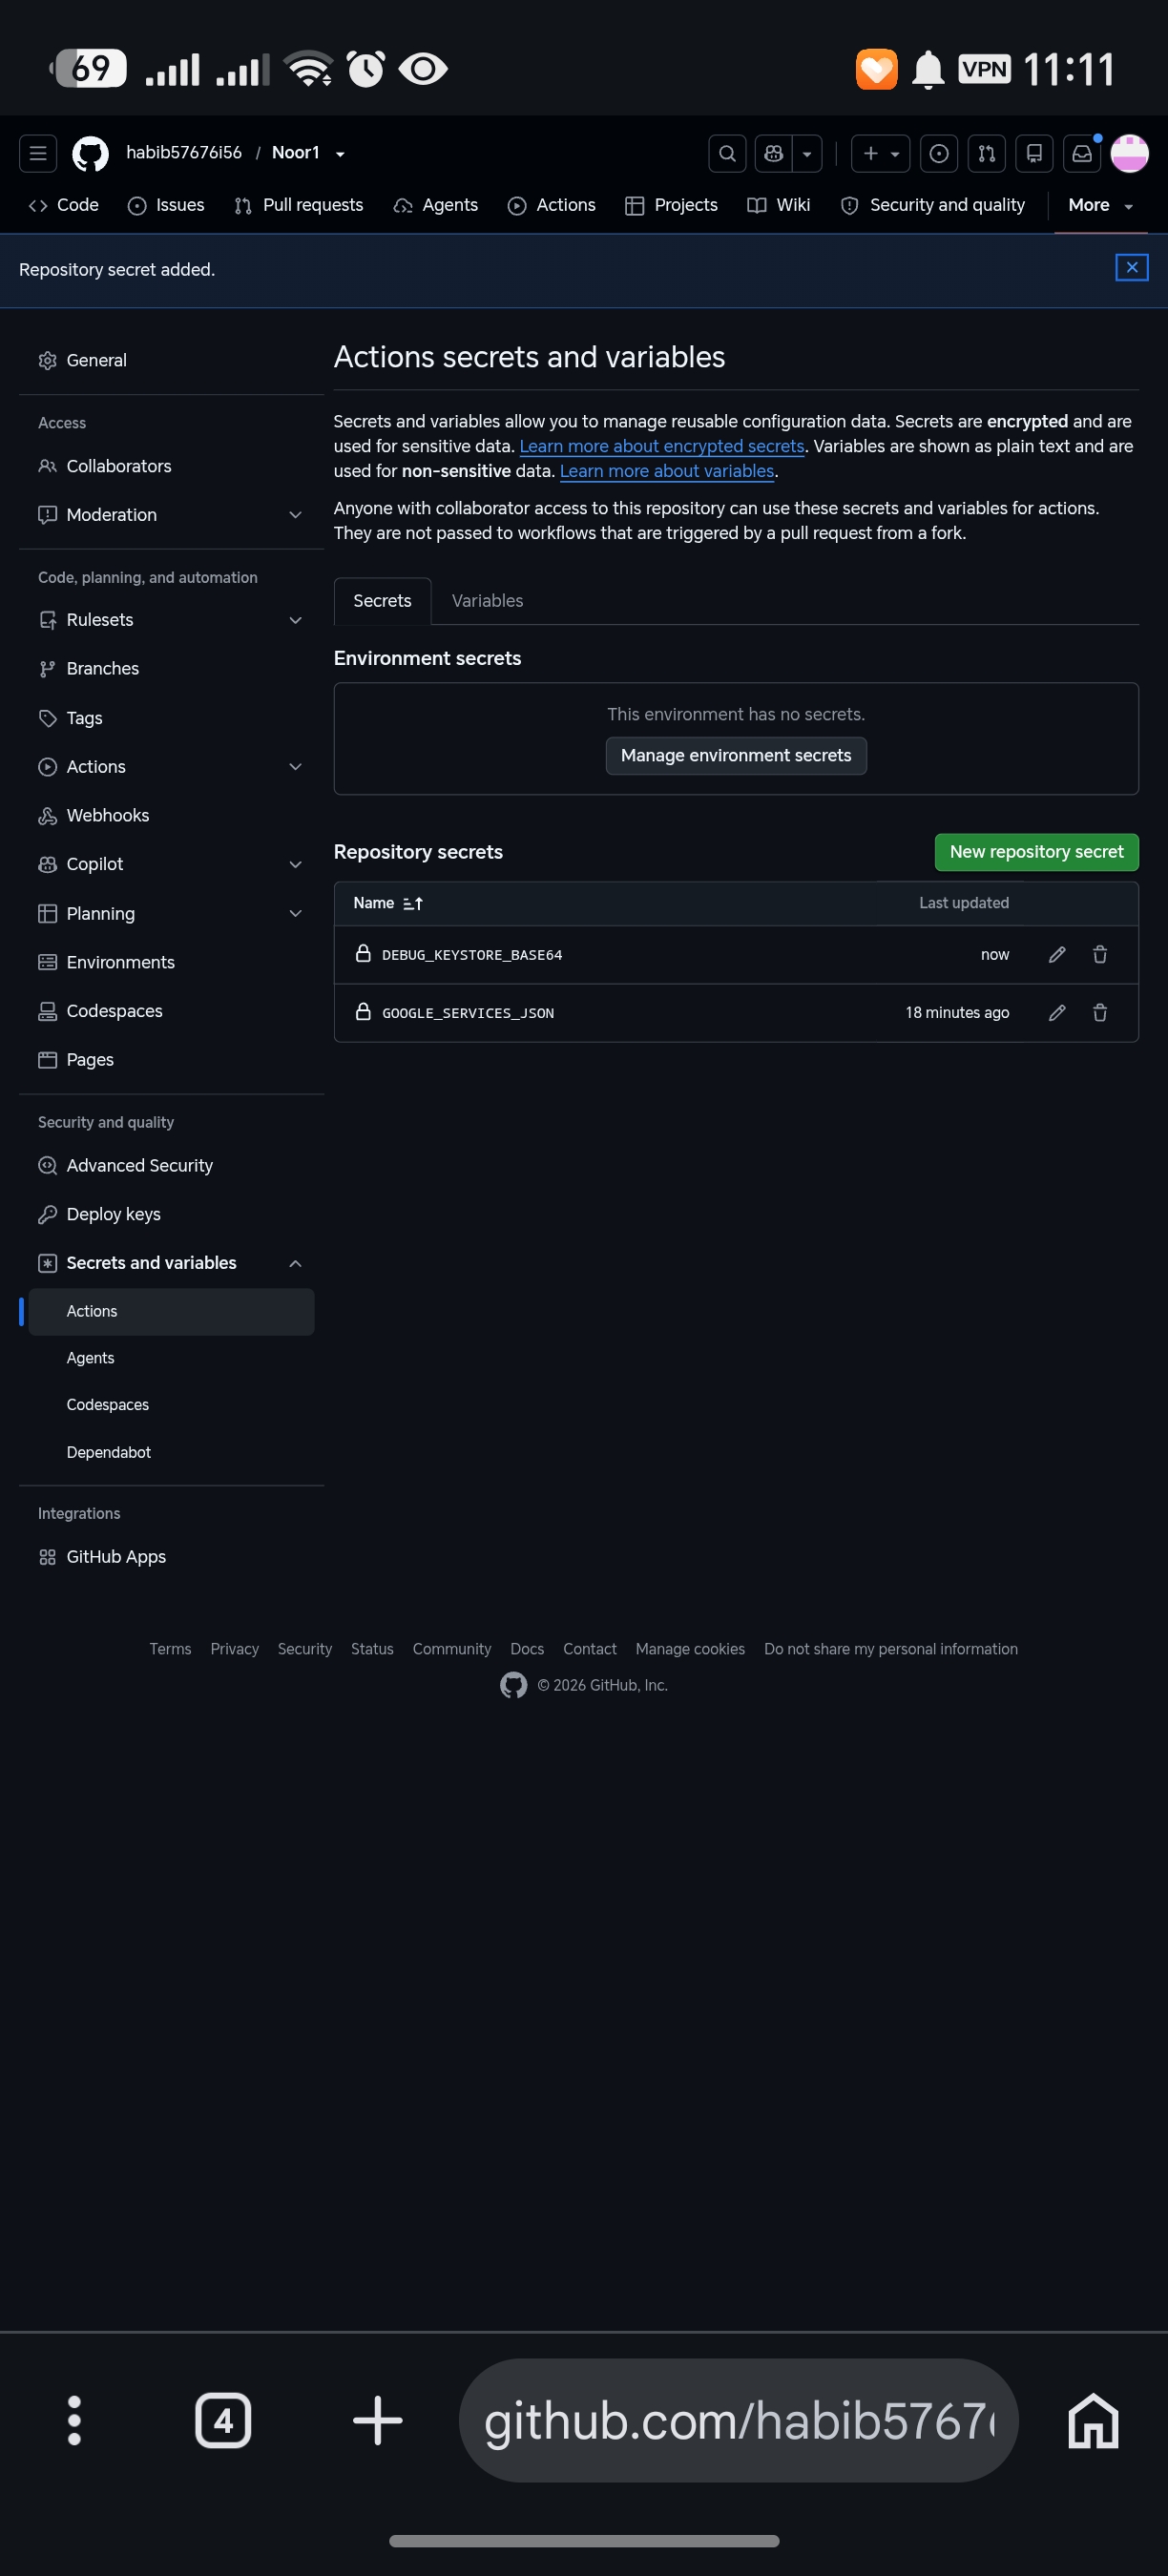 69
VPN 11:11
habib57676i56 / Noor1
Code Issues Pull requests Agents Actions Projects Wiki Security and quality More
Repository secret added.
General
Access
Collaborators
Moderation
Code, planning, and automation
Rulesets
Branches
Tags
Actions
Webhooks
Copilot
Planning
Environments
Codespaces
Pages
Security and quality
Advanced Security
Deploy keys
Secrets and variables
Actions
Agents
Codespaces
Dependabot
Integrations
GitHub Apps
Actions secrets and variables
Secrets and variables allow you to manage reusable configuration data. Secrets are encrypted and are
used for sensitive data. Learn more about encrypted secrets. Variables are shown as plain text and are
used for non-sensitive data. Learn more about variables.
Anyone with collaborator access to this repository can use these secrets and variables for actions.
They are not passed to workflows that are triggered by a pull request from a fork.
Secrets Variables
Environment secrets
This environment has no secrets.
Manage environment secrets
Repository secrets New repository secret
Name Last updated
DEBUG_KEYSTORE_BASE64 now
GOOGLE_SERVICES_JSON 18 minutes ago
Terms Privacy Security Status Community Docs Contact Manage cookies Do not share my personal information
© 2026 GitHub, Inc.
4 github.com/habib5767